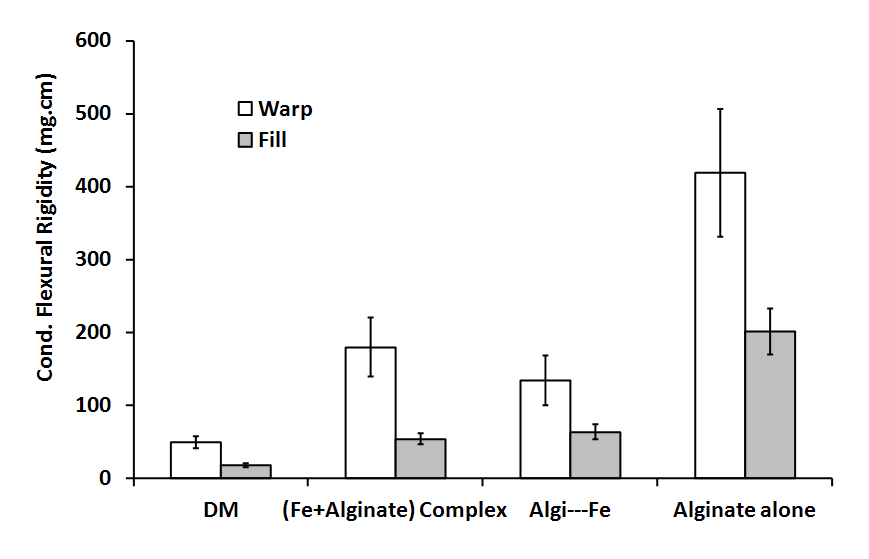 600
500
400
300
200
100
0
Cond. Flexural Rigidity (mg.cm)
Warp
Fill
DM
(Fe+Alginate) Complex
Algi---Fe
Alginate alone